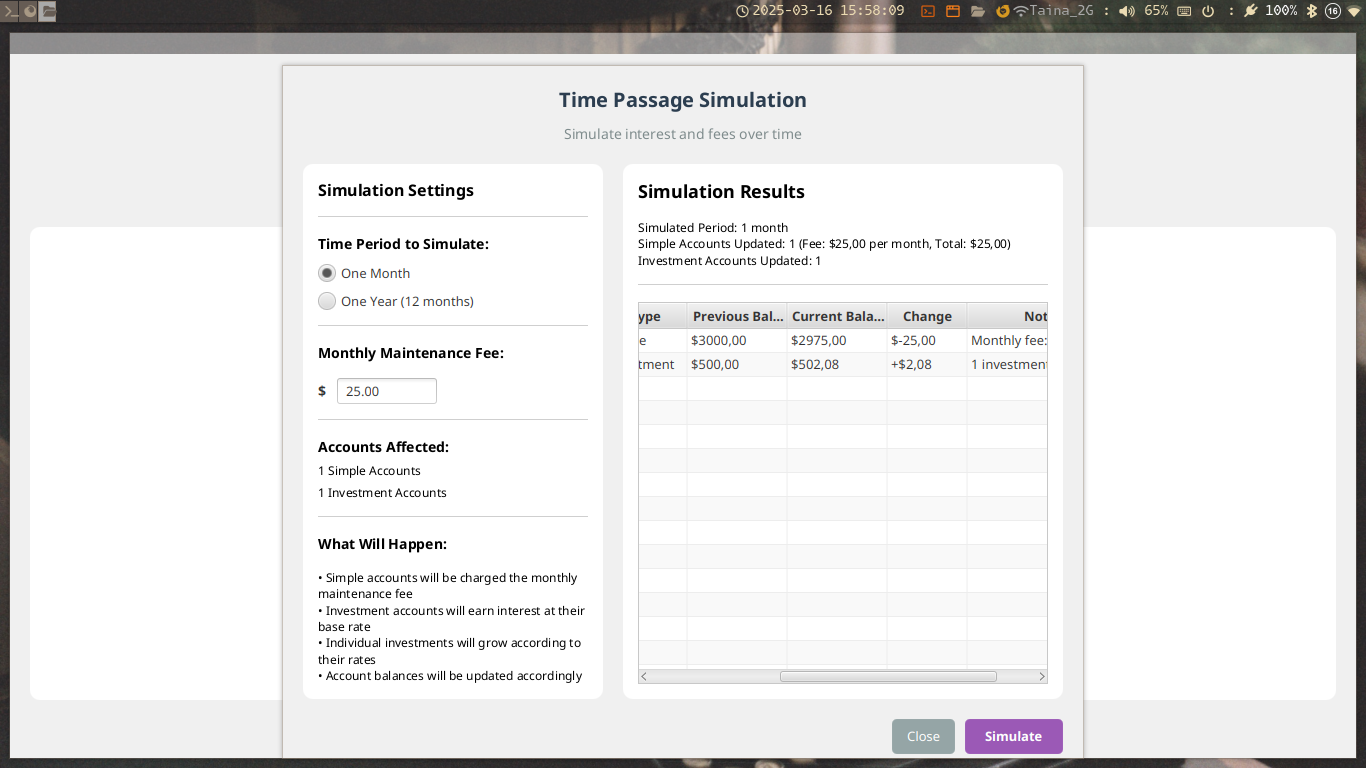 2025-03-16 15:58:09
Taina_2G : 65% : 100% 16
Time Passage Simulation
Simulate interest and fees over time
Simulation Settings
Time Period to Simulate:
One Month
One Year (12 months)
Monthly Maintenance Fee:
$ 25.00
Accounts Affected:
1 Simple Accounts
1 Investment Accounts
What Will Happen:
• Simple accounts will be charged the monthly
maintenance fee
• Investment accounts will earn interest at their
base rate
• Individual investments will grow according to
their rates
• Account balances will be updated accordingly
Simulation Results
Simulated Period: 1 month
Simple Accounts Updated: 1 (Fee: $25,00 per month, Total: $25,00)
Investment Accounts Updated: 1
ype Previous Bal... Current Bala... Change Not
e $3000,00 $2975,00 $-25,00 Monthly fee:
tment $500,00 $502,08 +$2,08 1 investment
Close Simulate